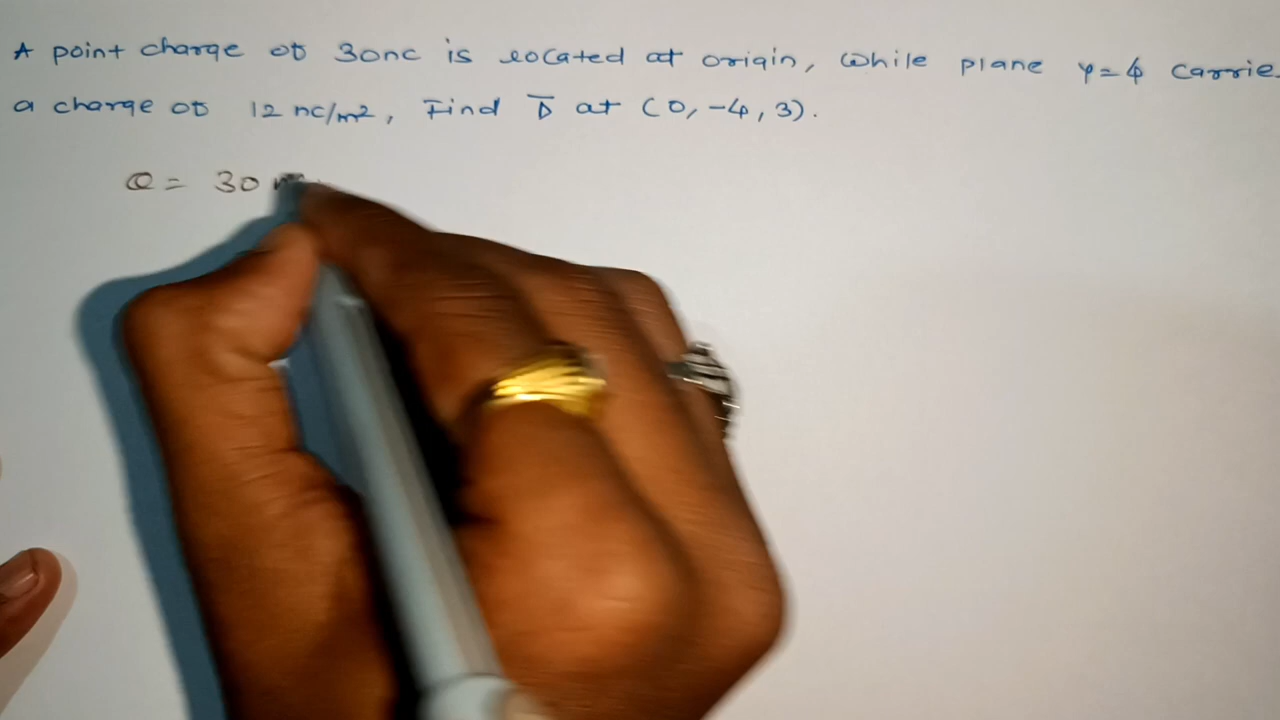 A point charge of 30nc is located at origin, while plane y=4 carrie
a charge of 12 nc/m², Find D̅ at (0,-4,3).
Q = 30